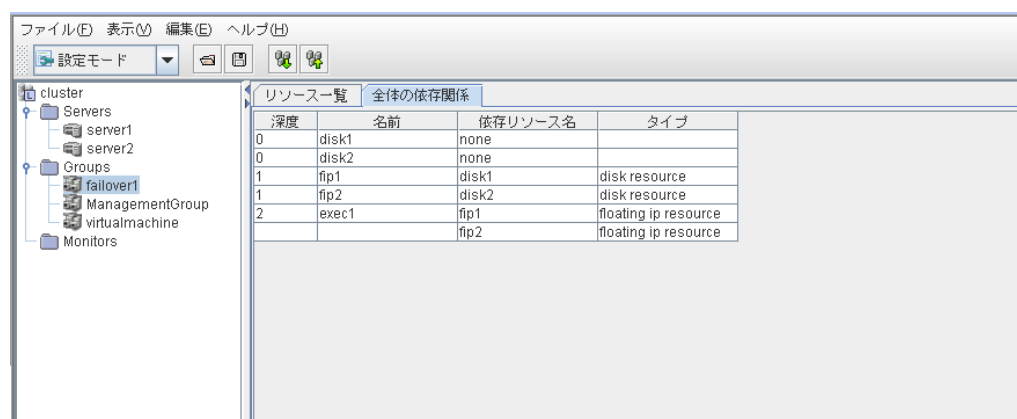 ファイル(F) 表示(V) 編集(E) ヘルプ(H)
設定モード
cluster
Servers
server1
server2
Groups
failover1
ManagementGroup
virtualmachine
Monitors
リソース一覧 全体の依存関係
深度 名前 依存リソース名 タイプ
0 disk1 none
0 disk2 none
1 fip1 disk1 disk resource
1 fip2 disk2 disk resource
2 exec1 fip1 floating ip resource
fip2 floating ip resource